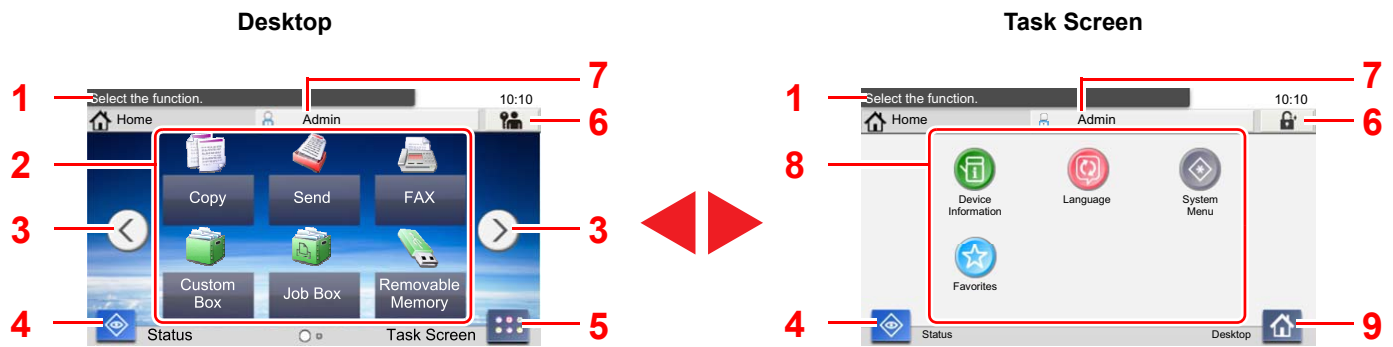 Desktop
Task Screen
7
7
1
Select the function.
10:10
1
Select the function.
10:10
Home
Admin
6
Home
Admin
6
2
8
Copy
Send
FAX
Device
Information
Language
System
Menu
3
3
Custom
Box
Job Box
Removable
Memory
Favorites
4
Status
Task Screen
5
4
Status
Desktop
9